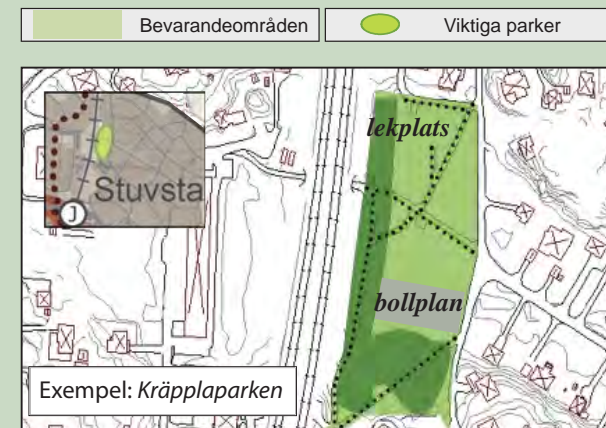 Bevarandeområden
Viktiga parker
lekplats
Stuvsta
J
bollplan
Exempel: Kräpplaparken